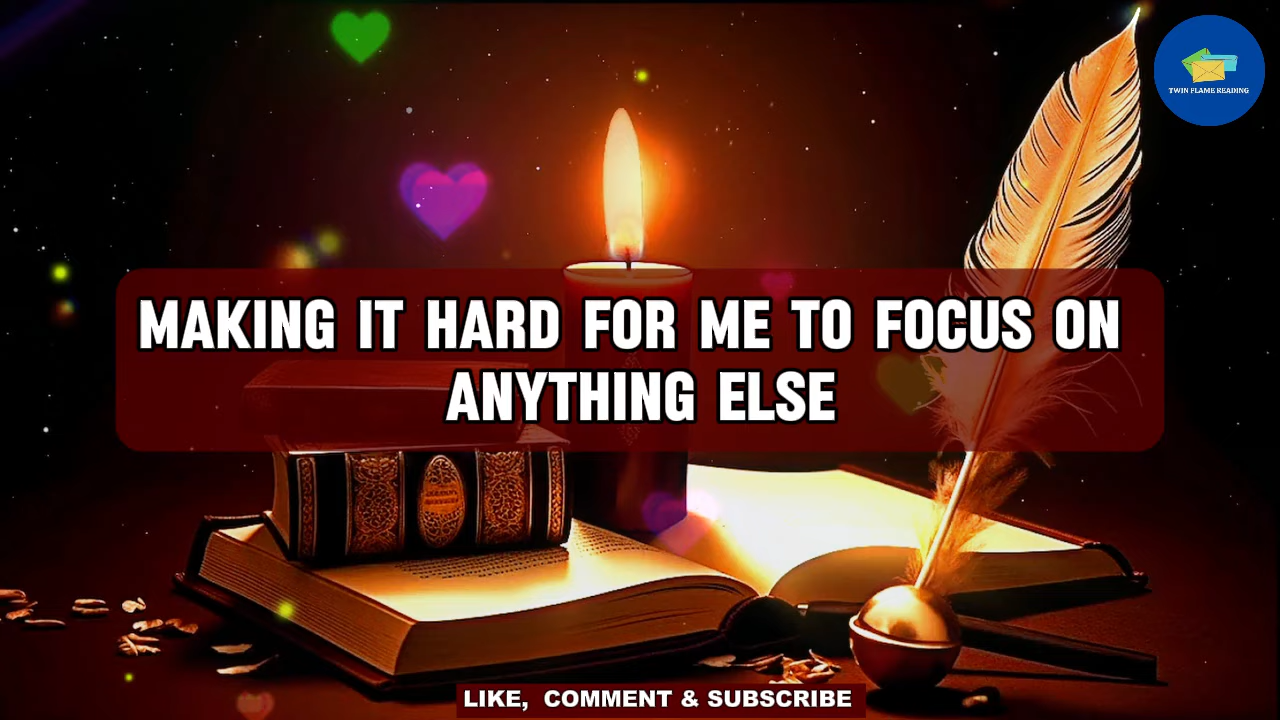 TWIN FLAME READING
MAKING IT HARD FOR ME TO FOCUS ON
ANYTHING ELSE
LIKE, COMMENT & SUBSCRIBE